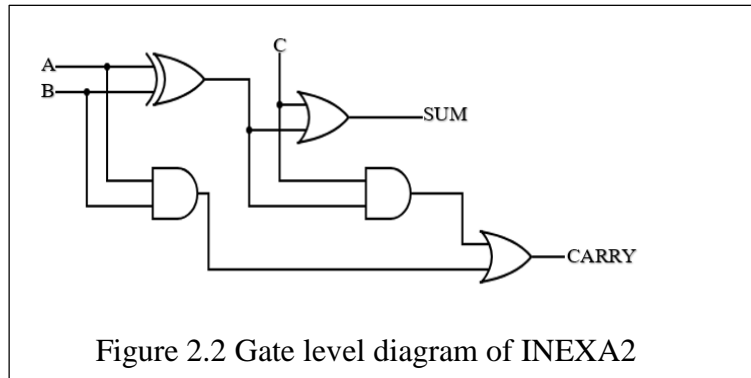 A
B
C
SUM
CARRY
Figure 2.2 Gate level diagram of INEXA2